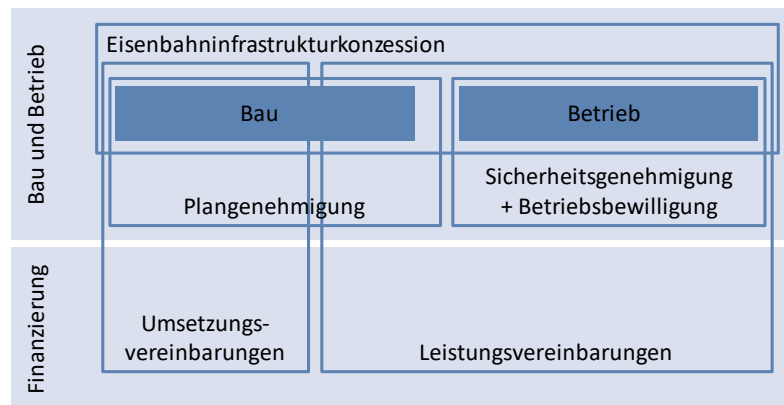 Bau und Betrieb
Eisenbahninfrastrukturkonzession
Bau
Betrieb
Plangenehmigung
Sicherheitsgenehmigung
+ Betriebsbewilligung
Finanzierung
Umsetzungs-
vereinbarungen
Leistungsvereinbarungen